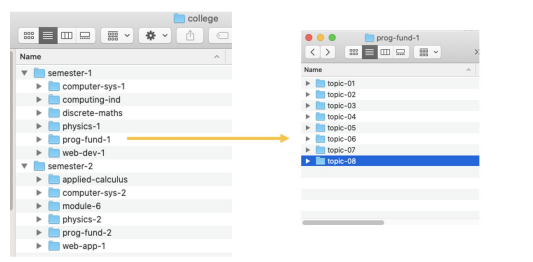 college
Name
semester-1
computer-sys-1
computing-ind
discrete-maths
physics-1
prog-fund-1
web-dev-1
semester-2
applied-calculus
computer-sys-2
module-6
physics-2
prog-fund-2
web-app-1
prog-fund-1
Name
topic-01
topic-02
topic-03
topic-04
topic-05
topic-06
topic-07
topic-08